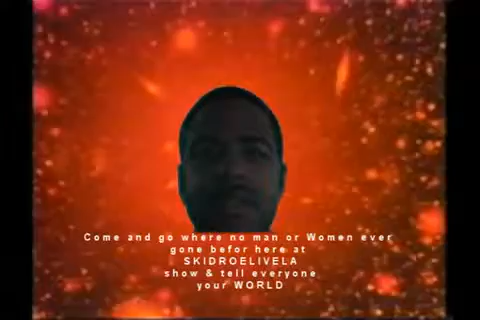 Come and go where no man or Women ever
gone befor here at
SKIDROELIVELA
show & tell everyone
your WORLD